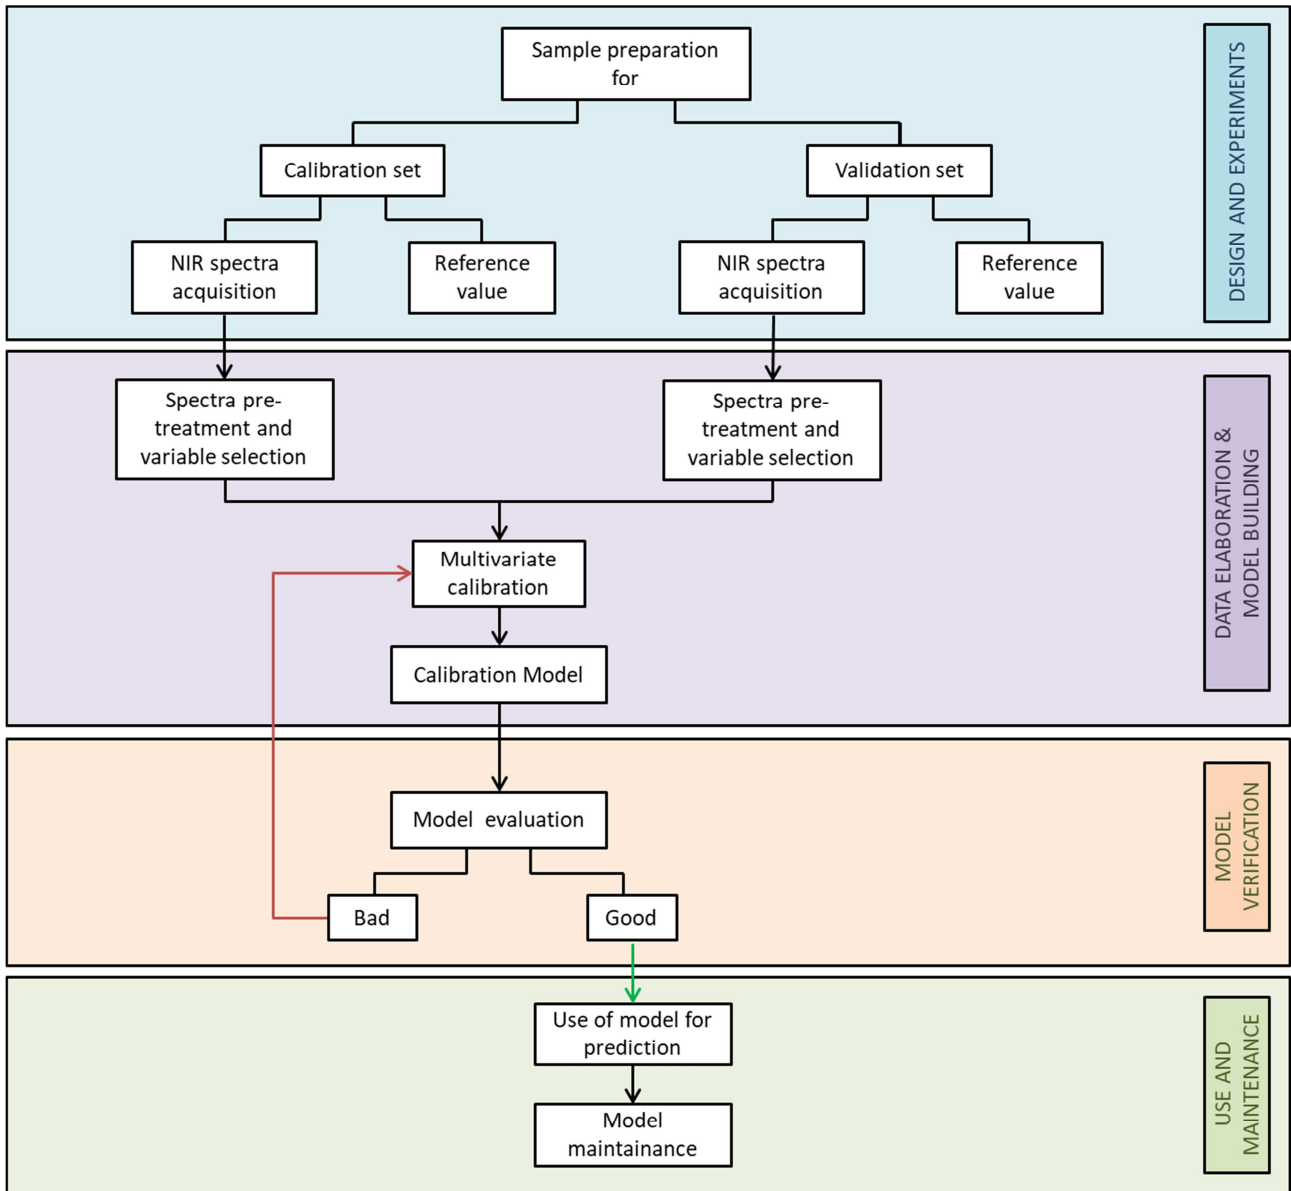 Sample preparation
for
Calibration set
Validation set
NIR spectra
acquisition
Reference
value
NIR spectra
acquisition
Reference
value
DESIGN AND EXPERIMENTS
Spectra pre-
treatment and
variable selection
Spectra pre-
treatment and
variable selection
Multivariate
calibration
Calibration Model
DATA ELABORATION &
MODEL BUILDING
Model evaluation
Bad
Good
MODEL
VERIFICATION
Use of model for
prediction
Model
maintainance
USE AND
MAINTENANCE